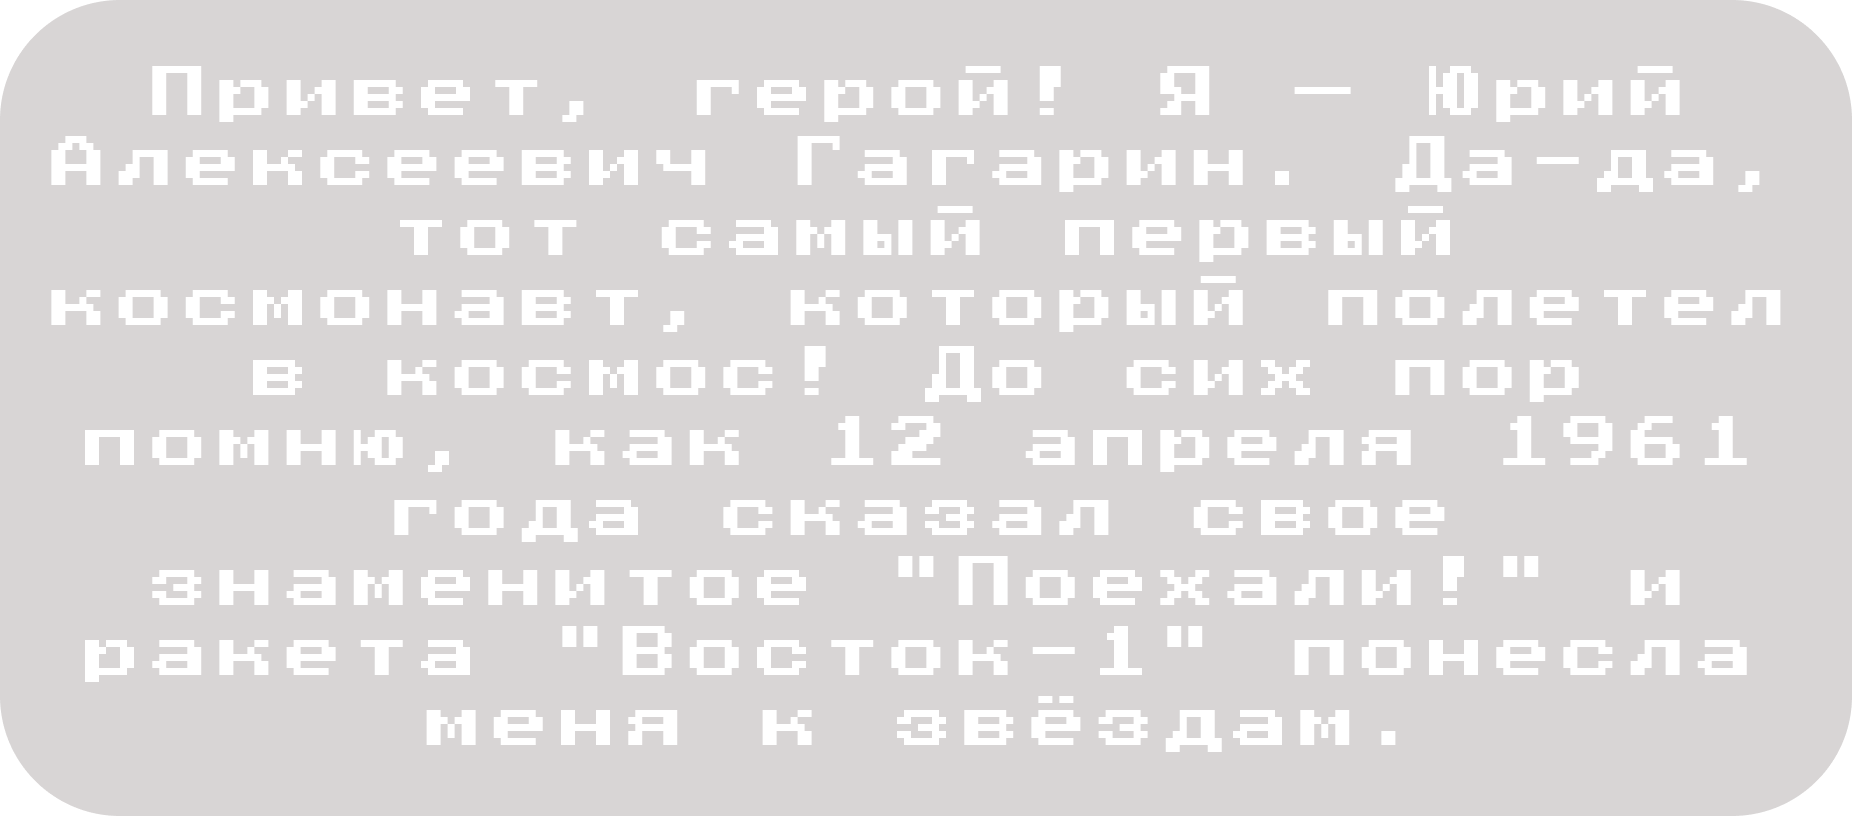 Привет, герой! Я — Юрий
Алексеевич Гагарин. Да-да,
тот самый первый
космонавт, который полетел
в космос! До сих пор
помню, как 12 апреля 1961
года сказал свое
знаменитое "Поехали!" и
ракета "Восток-1" понесла
меня к звёздам.